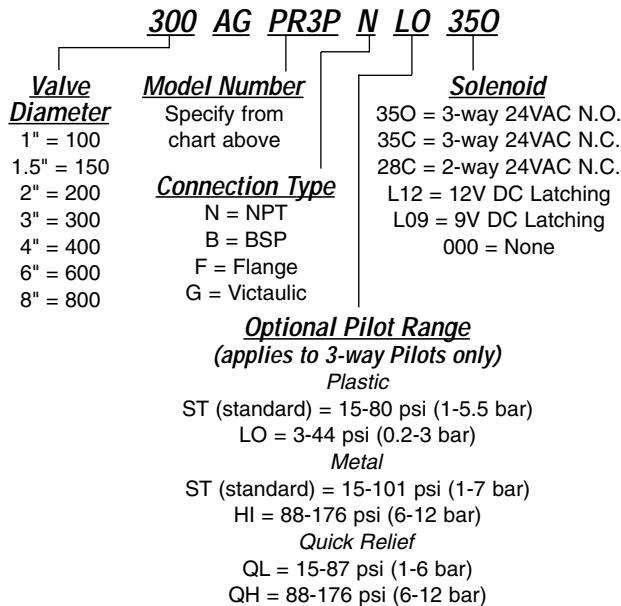 300 AG PR3P N LO 35O
Valve
Diameter
1" = 100
1.5" = 150
2" = 200
3" = 300
4" = 400
6" = 600
8" = 800
Model Number
Specify from
chart above
Connection Type
N = NPT
B = BSP
F = Flange
G = Victaulic
Solenoid
35O = 3-way 24VAC N.O.
35C = 3-way 24VAC N.C.
28C = 2-way 24VAC N.C.
L12 = 12V DC Latching
L09 = 9V DC Latching
000 = None
Optional Pilot Range
(applies to 3-way Pilots only)
Plastic
ST (standard) = 15-80 psi (1-5.5 bar)
LO = 3-44 psi (0.2-3 bar)
Metal
ST (standard) = 15-101 psi (1-7 bar)
HI = 88-176 psi (6-12 bar)
Quick Relief
QL = 15-87 psi (1-6 bar)
QH = 88-176 psi (6-12 bar)